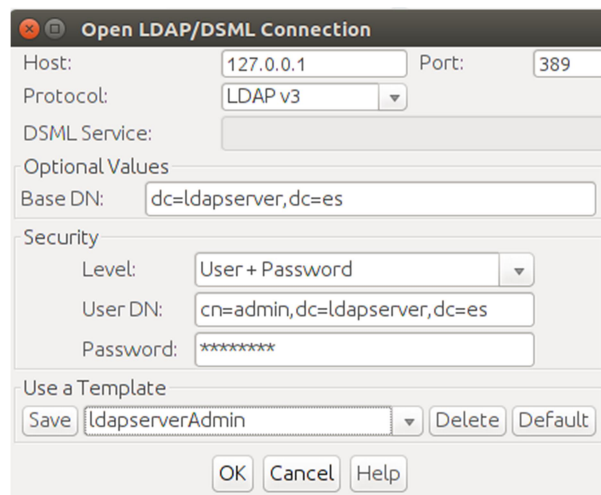 Open LDAP/DSML Connection
Host: 127.0.0.1 Port: 389
Protocol: LDAP v3
DSML Service:
Optional Values
Base DN: dc=ldapserver,dc=es
Security
Level: User + Password
User DN: cn=admin,dc=ldapserver,dc=es
Password: ********
Use a Template
Save ldapserverAdmin Delete Default
OK Cancel Help